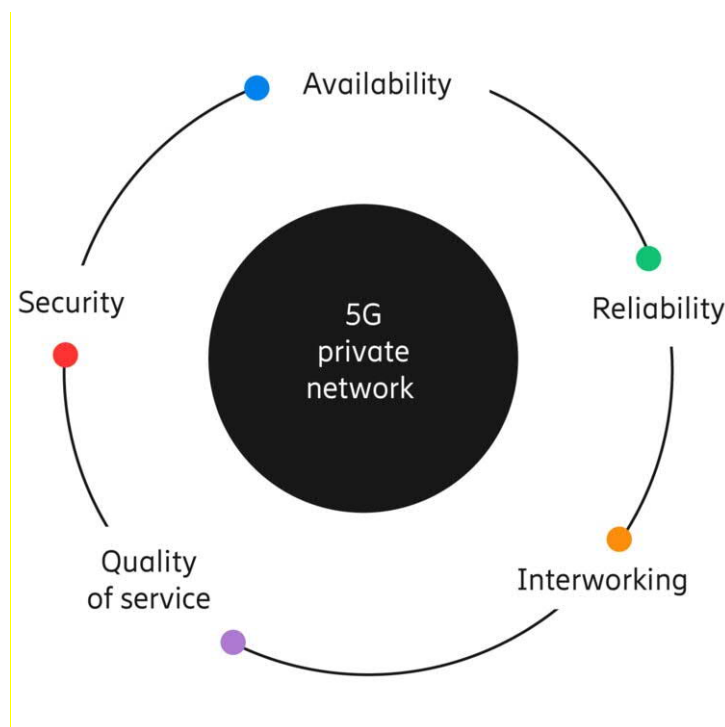 Availability
Security
Reliability
5G
private
network
Quality
of service
Interworking